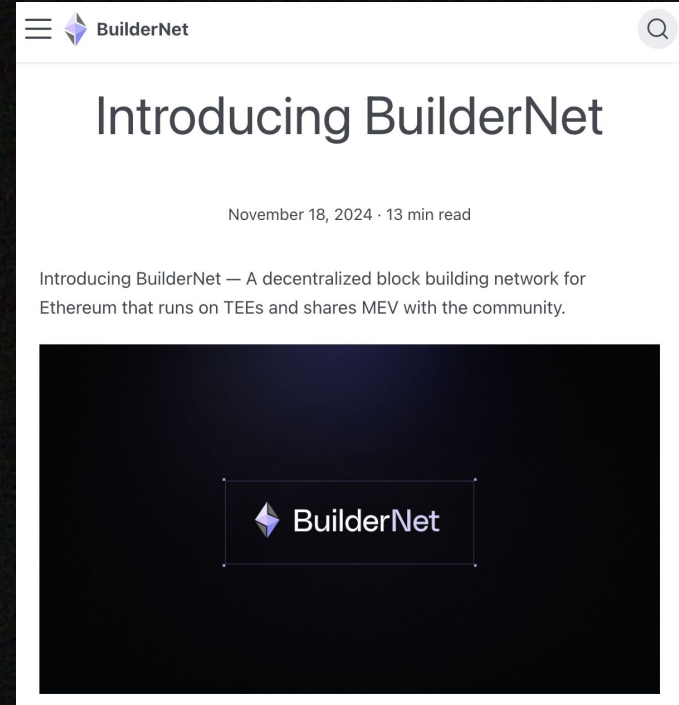 BuilderNet
Introducing BuilderNet
November 18, 2024 · 13 min read
Introducing BuilderNet — A decentralized block building network for
Ethereum that runs on TEEs and shares MEV with the community.
BuilderNet